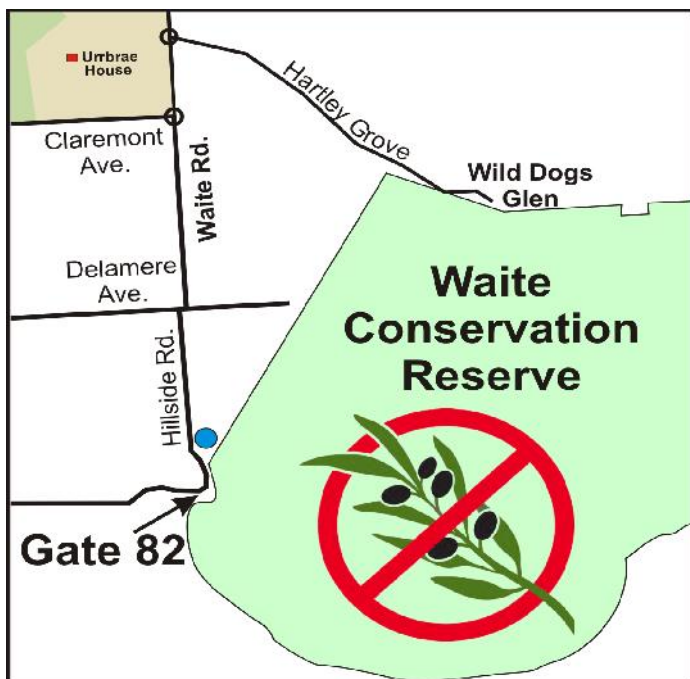 Urrbrae
House
Hartley Grove
Claremont
Ave.
Waite Rd.
Wild Dogs
Glen
Delamere
Ave.
Waite
Conservation
Reserve
Hillside Rd.
Gate 82